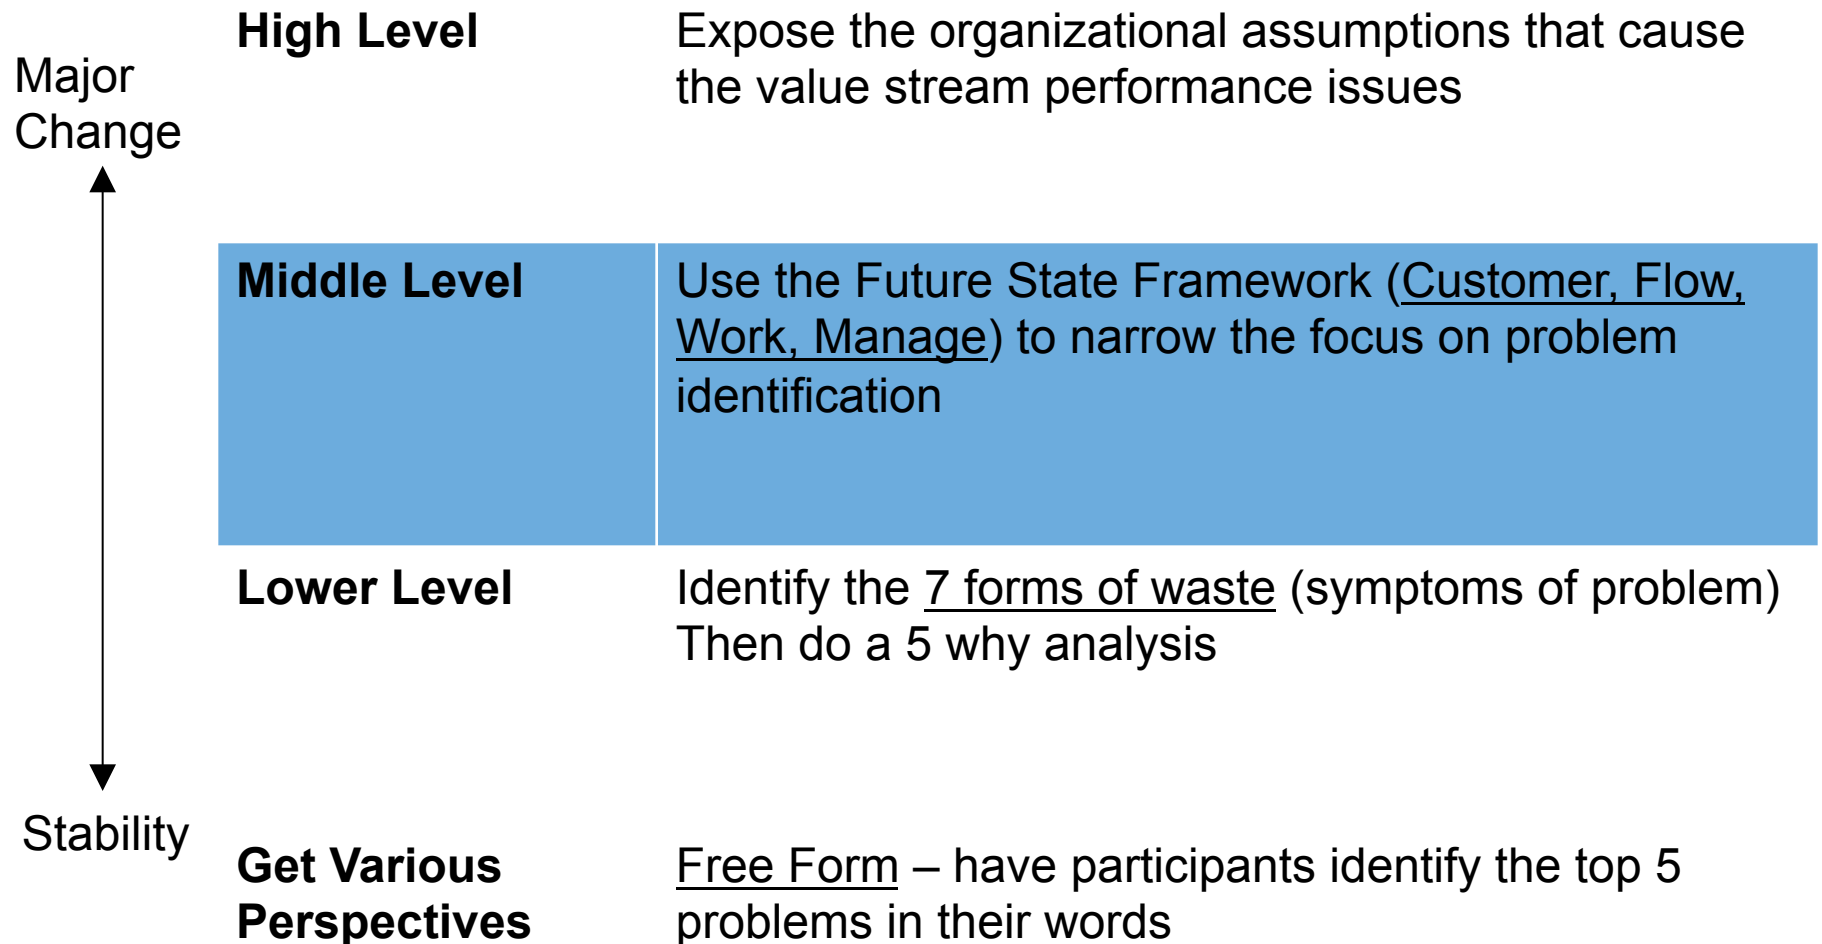 Major
Change
Stability
High Level
Expose the organizational assumptions that cause
the value stream performance issues
Middle Level
Use the Future State Framework (Customer, Flow,
Work, Manage) to narrow the focus on problem
identification
Lower Level
Identify the 7 forms of waste (symptoms of problem)
Then do a 5 why analysis
Get Various
Perspectives
Free Form – have participants identify the top 5
problems in their words